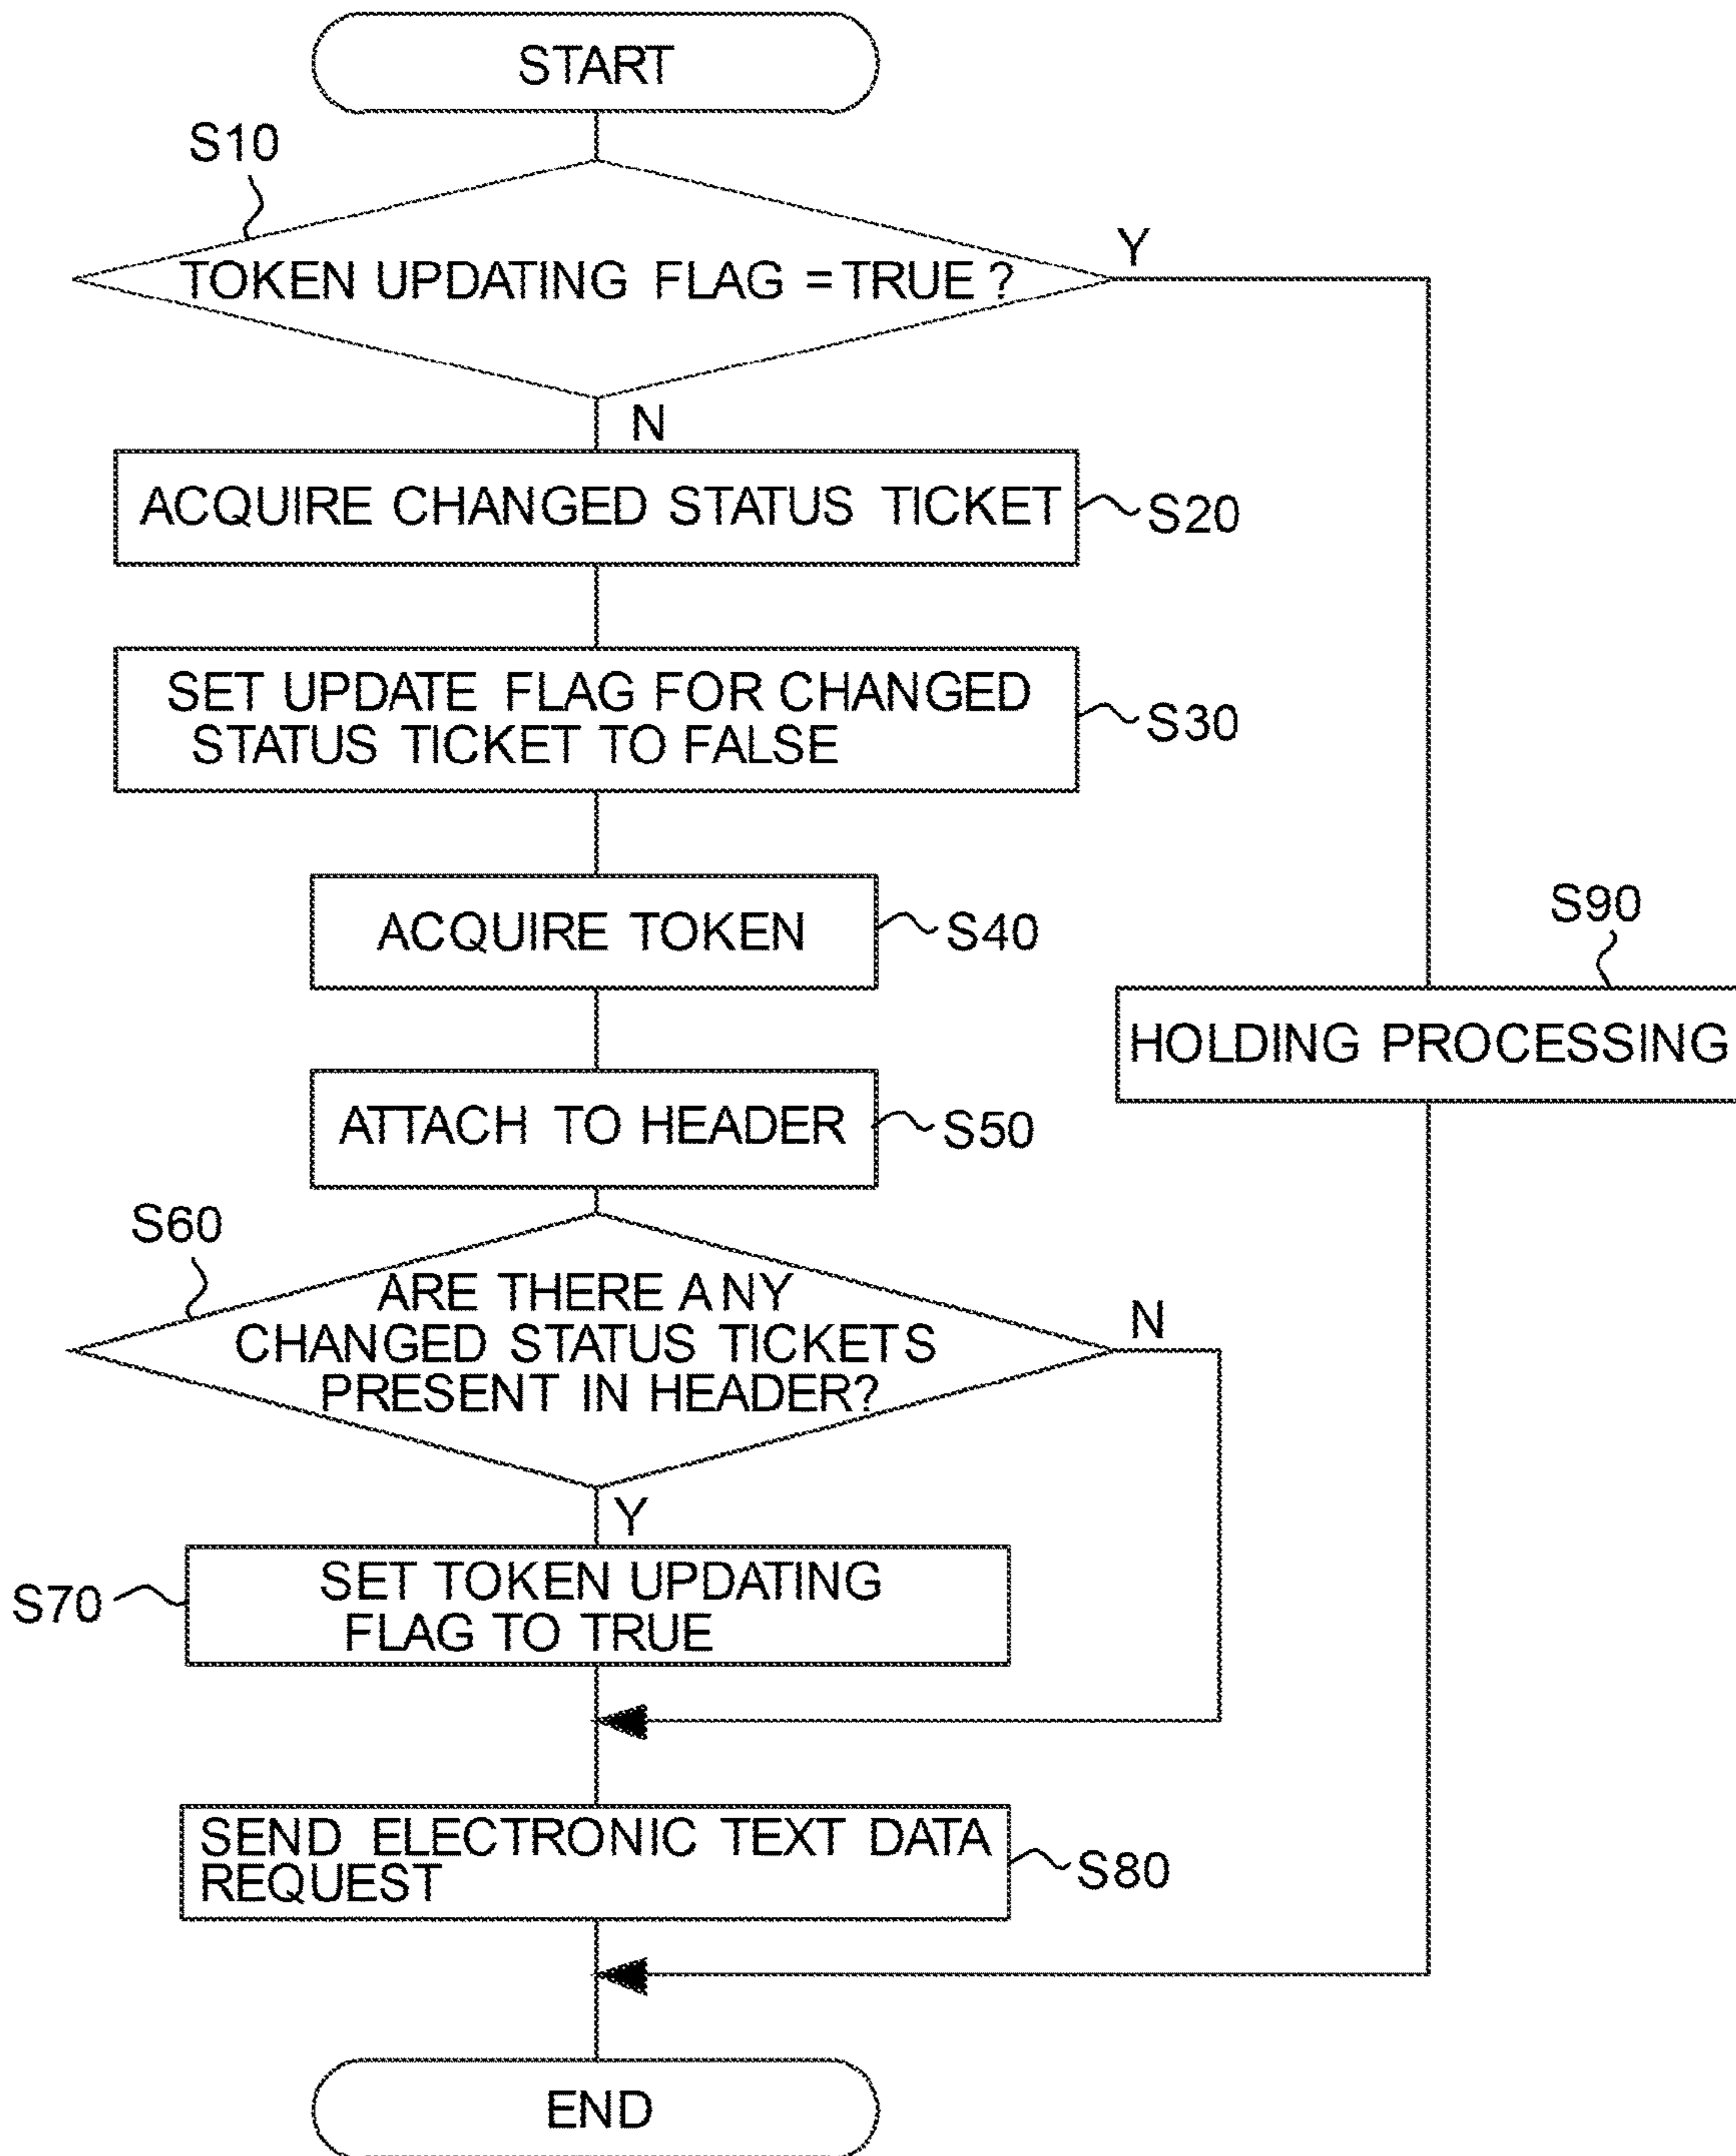 START
S10
TOKEN UPDATING FLAG = TRUE ?
Y
N
ACQUIRE CHANGED STATUS TICKET
S20
SET UPDATE FLAG FOR CHANGED
STATUS TICKET TO FALSE
S30
ACQUIRE TOKEN
S40
S90
HOLDING PROCESSING
ATTACH TO HEADER
S50
S60
ARE THERE ANY
CHANGED STATUS TICKETS
PRESENT IN HEADER?
N
Y
SET TOKEN UPDATING
FLAG TO TRUE
S70
SEND ELECTRONIC TEXT DATA
REQUEST
S80
END